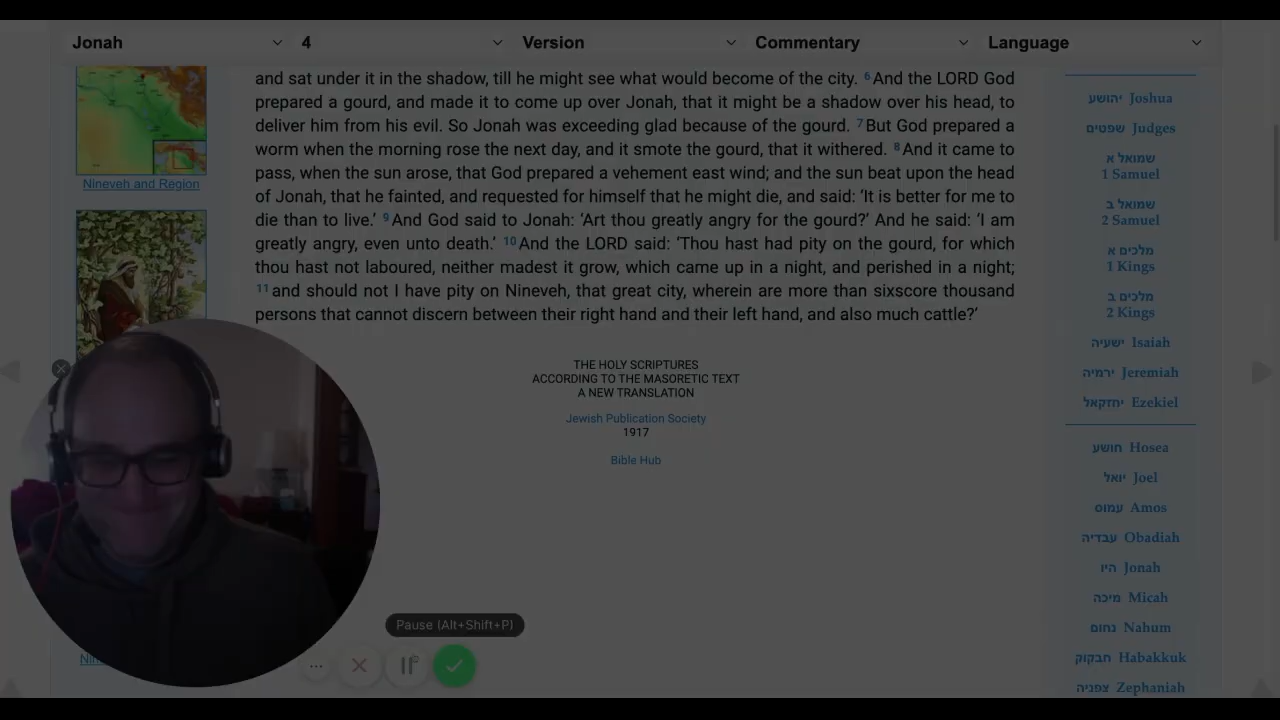 Jonah
4
Version
Commentary
Language
and sat under it in the shadow, till he might see what would become of the city. 6 And the LORD God
prepared a gourd, and made it to come up over Jonah, that it might be a shadow over his head, to
deliver him from his evil. So Jonah was exceeding glad because of the gourd. 7 But God prepared a
worm when the morning rose the next day, and it smote the gourd, that it withered. 8 And it came to
pass, when the sun arose, that God prepared a vehement east wind; and the sun beat upon the head
of Jonah, that he fainted, and requested for himself that he might die, and said: ‘It is better for me to
die than to live.’ 9 And God said to Jonah: ‘Art thou greatly angry for the gourd?’ And he said: ‘I am
greatly angry, even unto death.’ 10 And the LORD said: ‘Thou hast had pity on the gourd, for which
thou hast not laboured, neither madest it grow, which came up in a night, and perished in a night;
11 and should not I have pity on Nineveh, that great city, wherein are more than sixscore thousand
persons that cannot discern between their right hand and their left hand, and also much cattle?’
THE HOLY SCRIPTURES
ACCORDING TO THE MASORETIC TEXT
A NEW TRANSLATION
Jewish Publication Society
1917
Bible Hub
Nineveh and Region
Pause (Alt+Shift+P)
יהושע Joshua
שפטים Judges
שמואל א
1 Samuel
שמואל ב
2 Samuel
מלכים א
1 Kings
מלכים ב
2 Kings
ישעיה Isaiah
ירמיה Jeremiah
יחזקאל Ezekiel
הושע Hosea
יואל Joel
עמוס Amos
עבדיה Obadiah
Jonah
מיכה Micah
נחום Nahum
חבקוק Habakkuk
צפניה Zephaniah